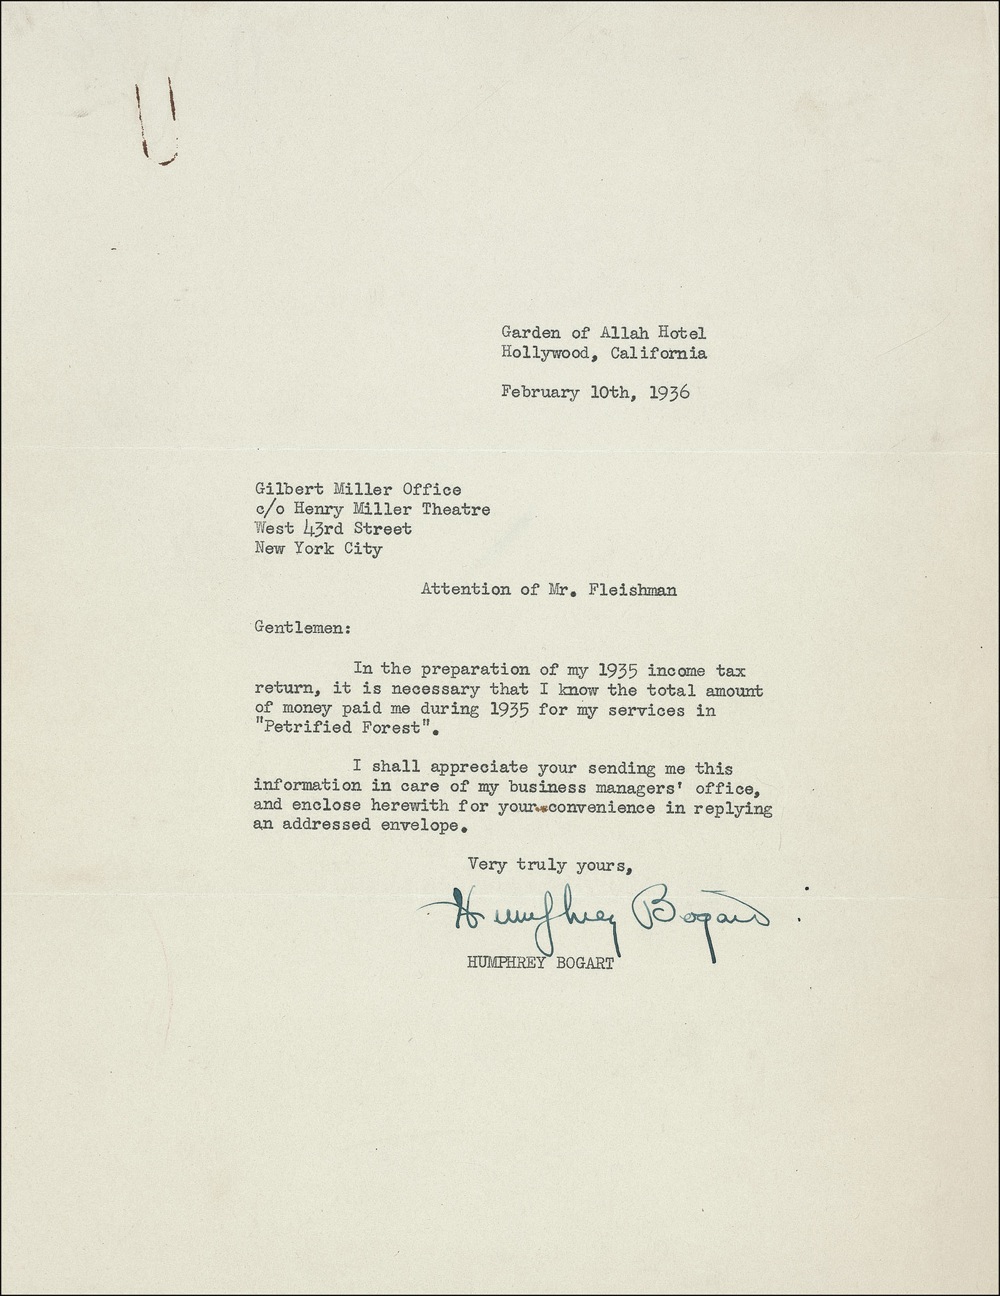 Garden of Allah Hotel
Hollywood, California
February 10th, 1936
Gilbert Miller Office
c/o Henry Miller Theatre
West 43rd Street
New York City
Attention of Mr. Fleishman
Gentlemen:
In the preparation of my 1935 income tax
return, it is necessary that I know the total amount
of money paid me during 1935 for my services in
"Petrified Forest".
I shall appreciate your sending me this
information in care of my business managers' office,
and enclose herewith for your convenience in replying
an addressed envelope.
Very truly yours,
Humphrey Bogart
HUMPHREY BOGART